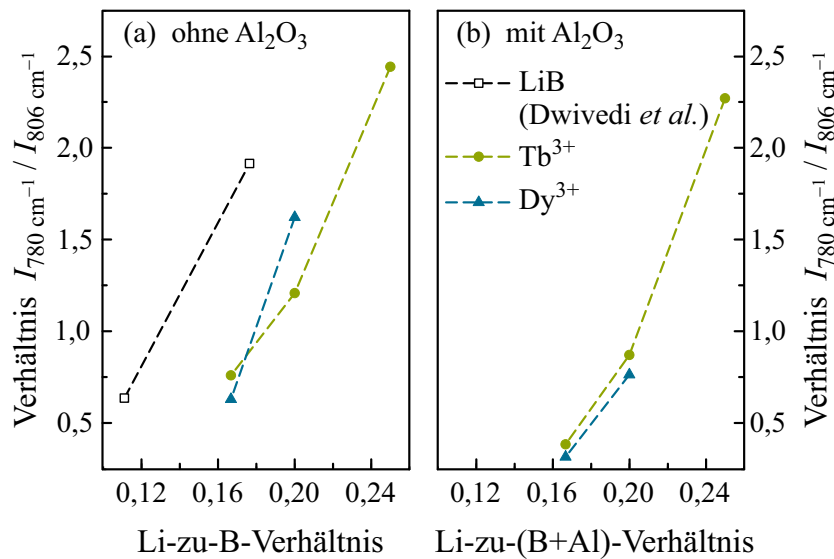 (a) ohne Al₂O₃
(b) mit Al₂O₃
LiB
(Dwivedi et al.)
Tb³⁺
Dy³⁺
Verhältnis I₇₈₀ cm⁻¹ / I₈₀₆ cm⁻¹
2,5
2,0
1,5
1,0
0,5
0,12 0,16 0,20 0,24
Li-zu-B-Verhältnis
0,12 0,16 0,20 0,24
Li-zu-(B+Al)-Verhältnis
2,5
2,0
1,5
1,0
0,5
Verhältnis I₇₈₀ cm⁻¹ / I₈₀₆ cm⁻¹